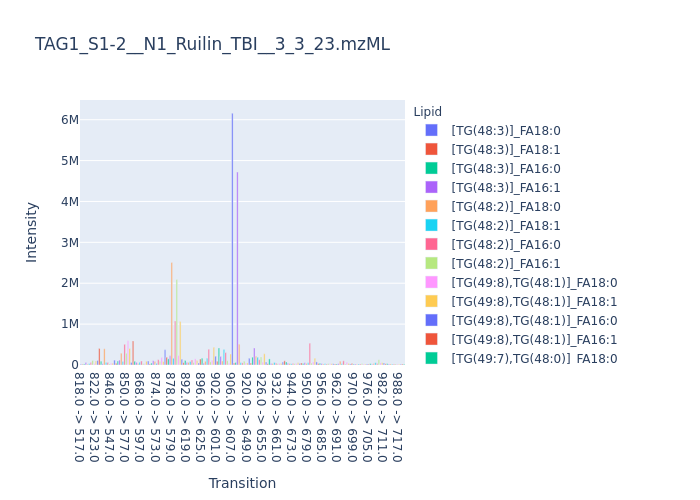 TAG1_S1-2__N1_Ruilin_TBI__3_3_23.mzML
Lipid
[TG(48:3)]_FA18:0
[TG(48:3)]_FA18:1
[TG(48:3)]_FA16:0
[TG(48:3)]_FA16:1
[TG(48:2)]_FA18:0
[TG(48:2)]_FA18:1
[TG(48:2)]_FA16:0
[TG(48:2)]_FA16:1
[TG(49:8),TG(48:1)]_FA18:0
[TG(49:8),TG(48:1)]_FA18:1
[TG(49:8),TG(48:1)]_FA16:0
[TG(49:8),TG(48:1)]_FA16:1
[TG(49:7),TG(48:0)]_FA18:0
6M
5M
4M
3M
2M
1M
0
Intensity
818.0 -> 517.0
822.0 -> 523.0
846.0 -> 547.0
850.0 -> 577.0
868.0 -> 597.0
874.0 -> 573.0
878.0 -> 579.0
892.0 -> 619.0
896.0 -> 625.0
902.0 -> 601.0
906.0 -> 607.0
920.0 -> 649.0
926.0 -> 655.0
932.0 -> 661.0
944.0 -> 673.0
950.0 -> 679.0
956.0 -> 685.0
962.0 -> 691.0
970.0 -> 699.0
976.0 -> 705.0
982.0 -> 711.0
988.0 -> 717.0
Transition